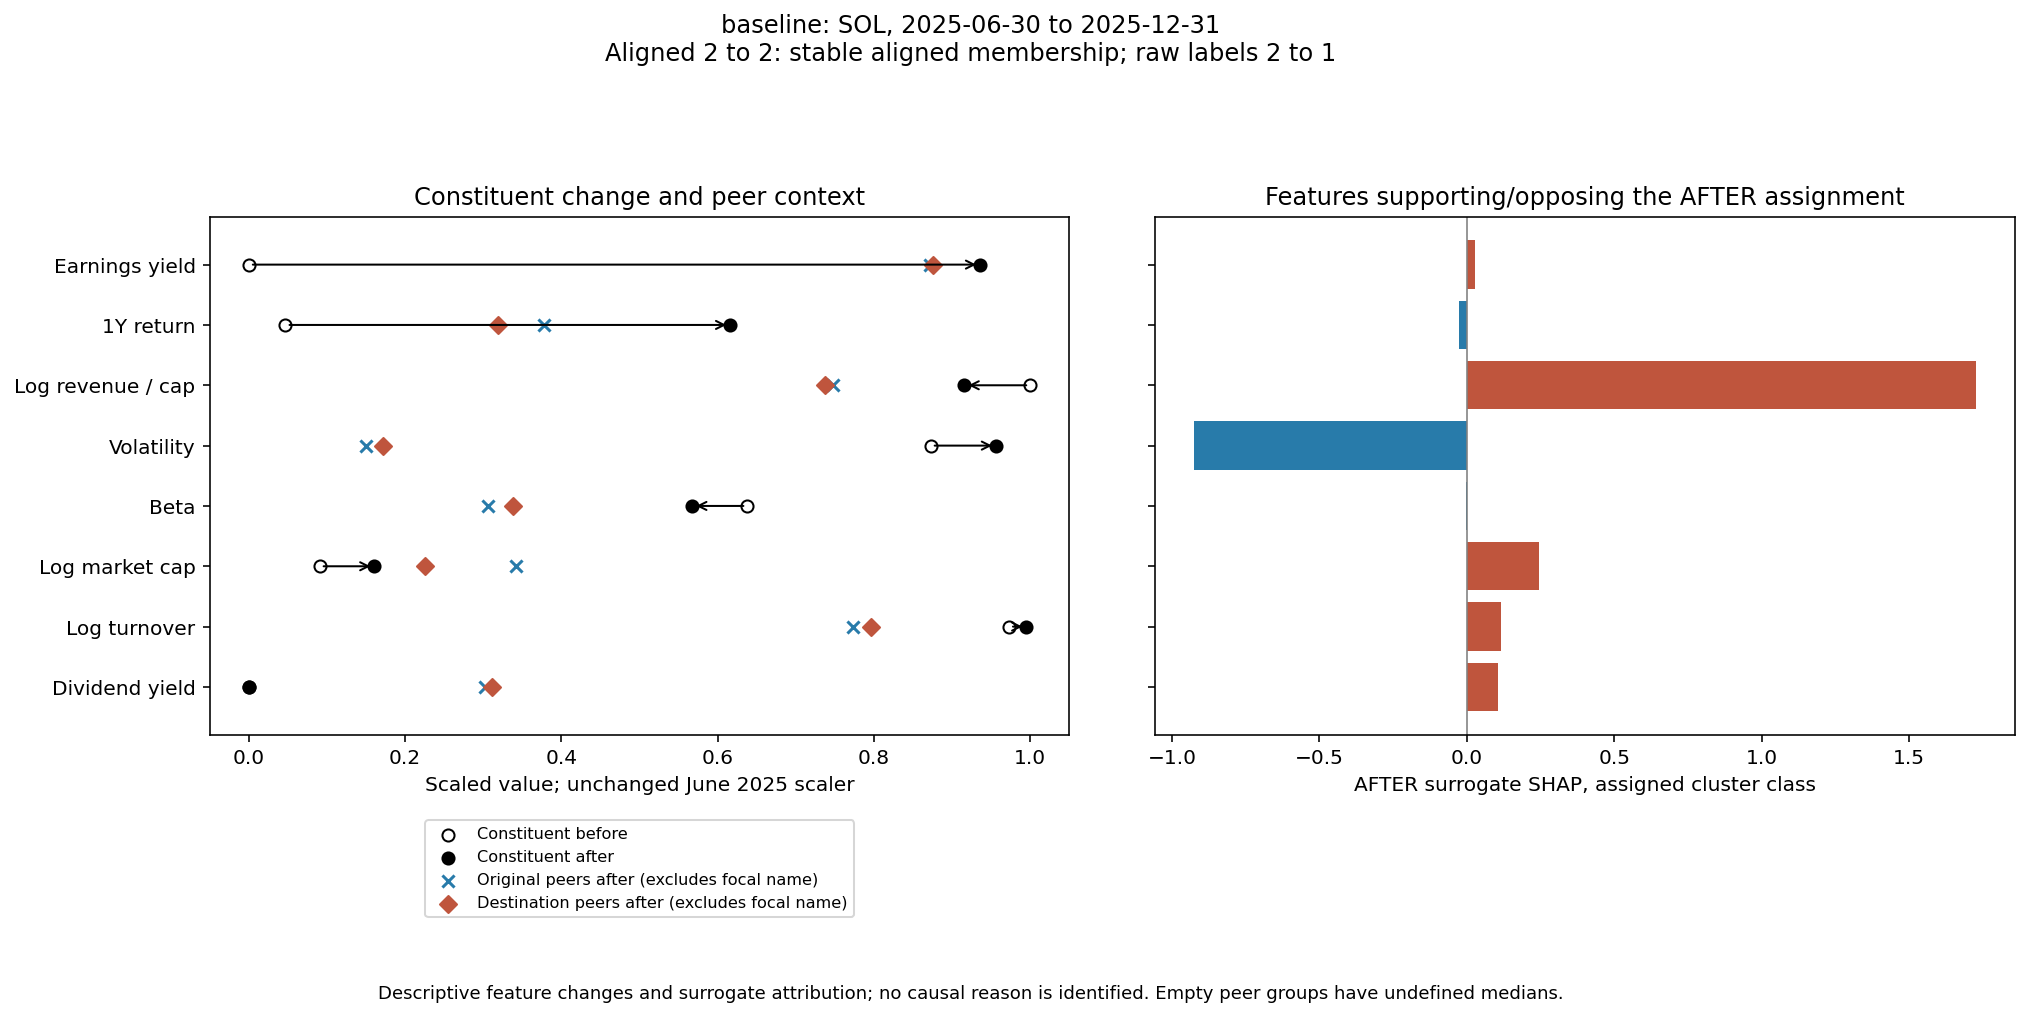 baseline: SOL, 2025-06-30 to 2025-12-31
Aligned 2 to 2: stable aligned membership; raw labels 2 to 1
Constituent change and peer context
Earnings yield
1Y return
Log revenue / cap
Volatility
Beta
Log market cap
Log turnover
Dividend yield
0.0 0.2 0.4 0.6 0.8 1.0
Scaled value; unchanged June 2025 scaler
Constituent before
Constituent after
Original peers after (excludes focal name)
Destination peers after (excludes focal name)
Features supporting/opposing the AFTER assignment
−1.0 −0.5 0.0 0.5 1.0 1.5
AFTER surrogate SHAP, assigned cluster class
Descriptive feature changes and surrogate attribution; no causal reason is identified. Empty peer groups have undefined medians.